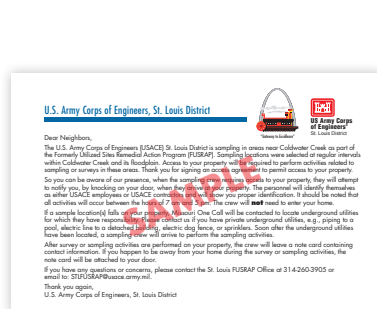 U.S. Army Corps of Engineers, St. Louis District
"Gateway to Excellence"
US Army Corps
of Engineers®
St. Louis District
Dear Neighbors,
The U.S. Army Corps of Engineers (USACE) St. Louis District is sampling in areas near Coldwater Creek as part of
the Formerly Utilized Sites Remedial Action Program (FUSRAP). Sampling locations were selected at regular intervals
within Coldwater Creek and its floodplain. Access to your property will be required to perform activities related to
sampling or surveys in these areas. Thank you for signing an access agreement to permit access to your property.
So you can be aware of our presence, when the sampling crew requires access to your property, they will attempt
to notify you, by knocking on your door, when they arrive at your property. The personnel will identify themselves
as either USACE employees or USACE contractors and will show you proper identification. It should be noted that
all activities will occur between the hours of The crew will not need to enter your home.
If a sample location(s) falls on your property, Missouri One Call will be contacted to locate underground utilities
for which they are responsible. Please contact us if you have private underground utilities, e.g., piping to a
pool, electric line to a detached building, electric dog fence, or sprinklers. Soon after the underground utilities
have been located, a sampling crew will arrive to perform the sampling activities.
After survey or sampling activities are performed on your property, the crew will leave a note card containing
contact information. If you happen to be away from your home during the survey or sampling activities, the
note card will be attached to your door.
If you have any questions or concerns, please contact the St. Louis FUSRAP Office at 314-260-3905 or
email to: STLFUSRAP@usace.army.mil.
Thank you again,
U.S. Army Corps of Engineers, St. Louis District
SAMPLE